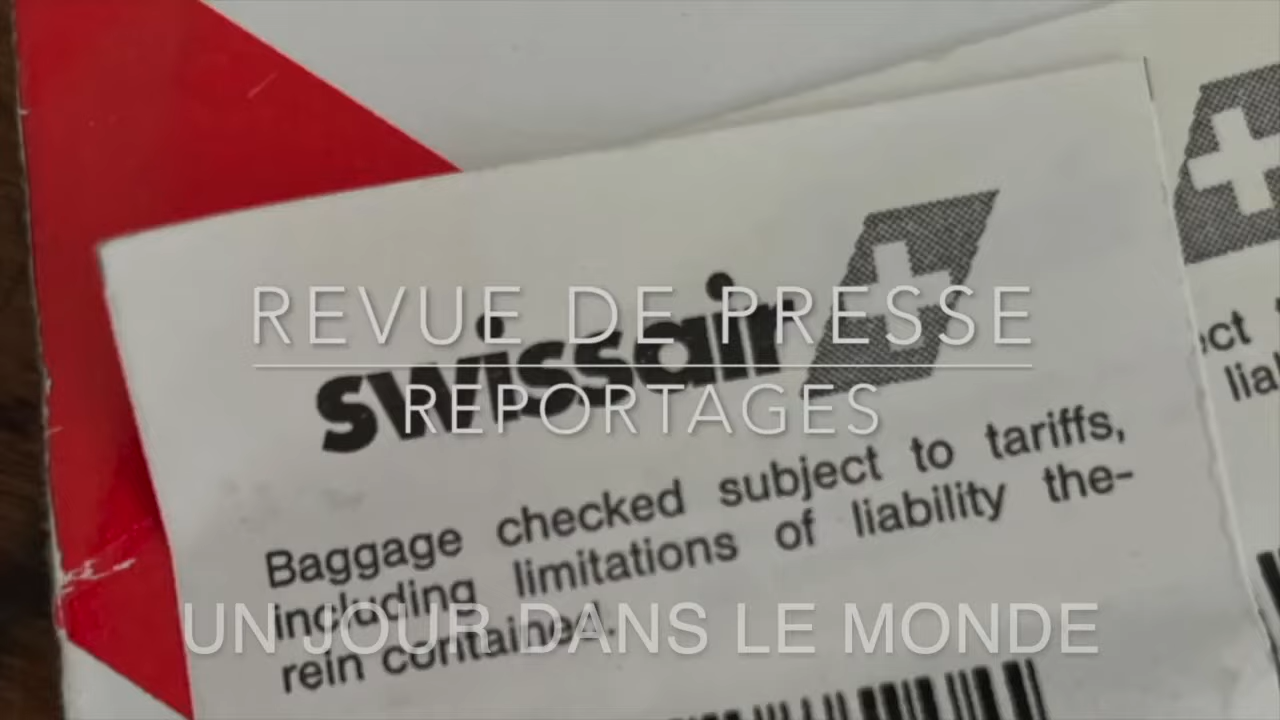 REVUE DE PRESSE
swissair
REPORTAGES
Baggage checked subject to tariffs,
including limitations of liability the-
rein contained.
UN JOUR DANS LE MONDE
ct
lia